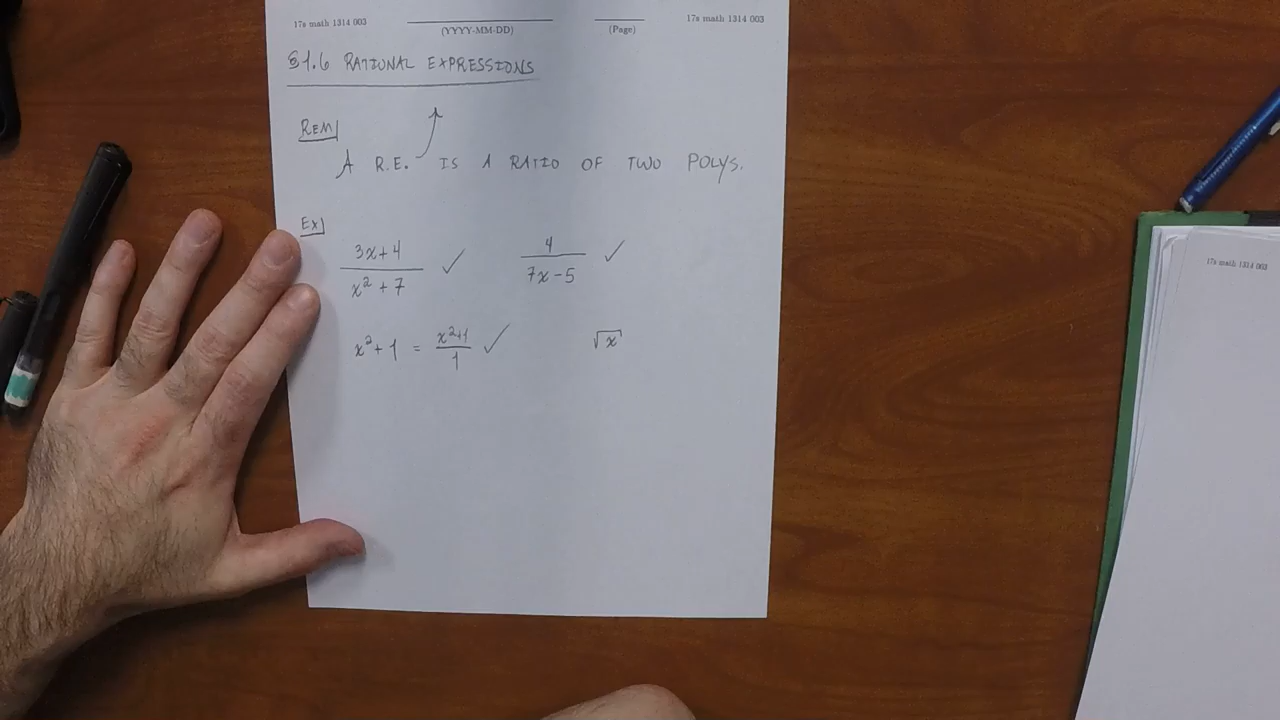 17s math 1314 003 (YYYY-MM-DD) (Page) 17s math 1314 003
§1.6 RATIONAL EXPRESSIONS
REM
A R.E. IS A RATIO OF TWO POLYS.
EX
3x+4 / x² + 7 ✓ 4 / 7x-5 ✓
x² + 1 = x²+1 / 1 ✓ √x
17s math 1314 003